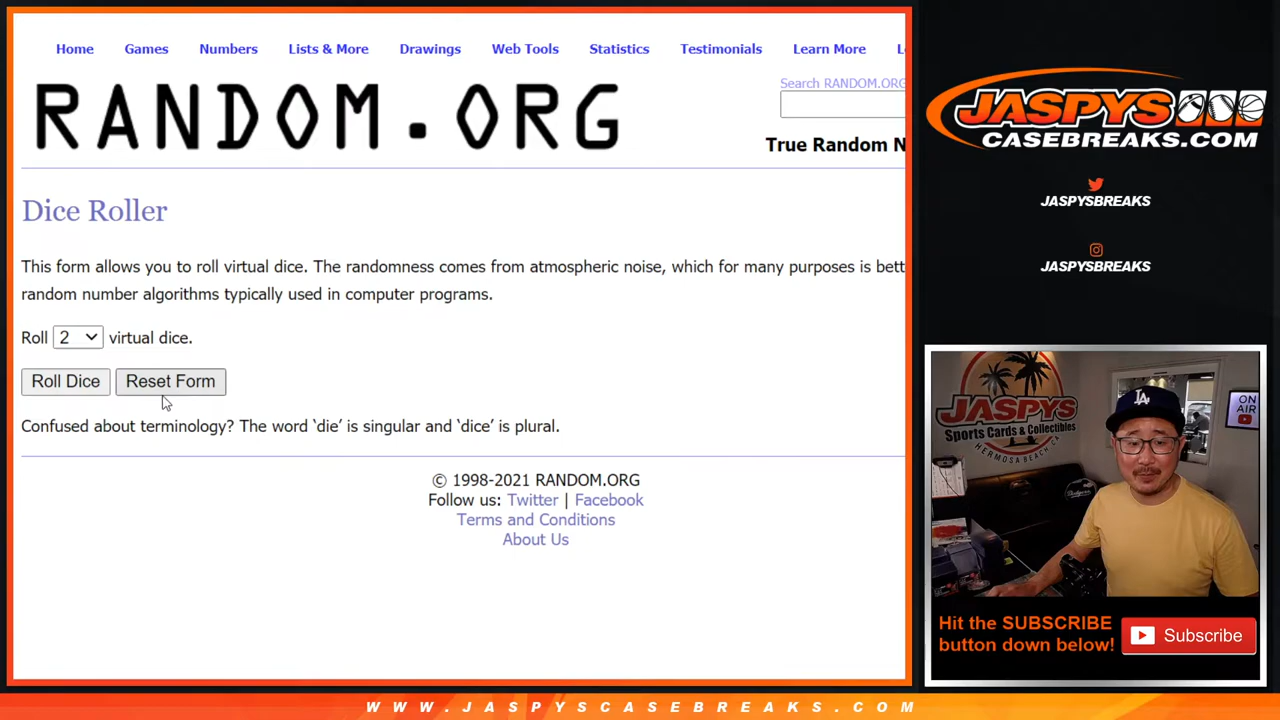 Home Games Numbers Lists & More Drawings Web Tools Statistics Testimonials Learn More
RANDOM.ORG
Search RANDOM.ORG
True Random N
Dice Roller
This form allows you to roll virtual dice. The randomness comes from atmospheric noise, which for many purposes is bett
random number algorithms typically used in computer programs.
Roll 2 virtual dice.
Roll Dice Reset Form
Confused about terminology? The word ‘die’ is singular and ‘dice’ is plural.
© 1998-2021 RANDOM.ORG
Follow us: Twitter | Facebook
Terms and Conditions
About Us
JASPYS
CASEBREAKS.COM
JASPYSBREAKS
JASPYSBREAKS
JASPYS
Sports Cards & Collectibles
HERMOSA BEACH, CA
ON
AIR
LA
Dodgers
Hit the SUBSCRIBE
button down below!
Subscribe
WWW.JASPYSCASEBREAKS.COM